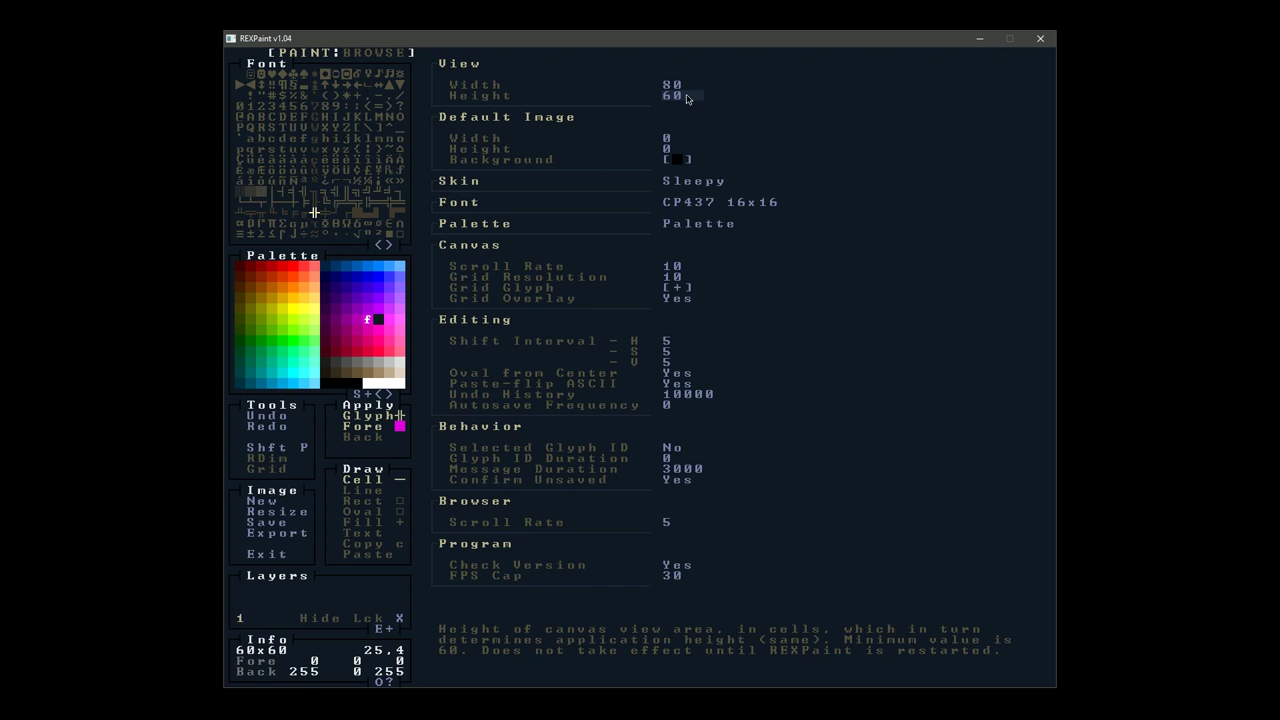 REXPaint v1.04
[PAINT:BROWSE]
Font
!"#$%&'()*+,-./
0123456789:;<=>?
@ABCDEFGHIJKLMNO
PQRSTUVWXYZ[\]^_
`abcdefghijklmno
pqrstuvwxyz{|}~
<>
Palette
f
S+<>
Tools
Undo
Redo
Shft P
RDim
Grid
Image
New
Resize
Save
Export
Exit
Apply
Glyph
Fore
Back
Draw
Cell
Line
Rect
Oval
Fill +
Text
Copy c
Paste
Layers
1 Hide Lck X
E+
Info
60x60 25,4
Fore 0 0 0
Back 255 0 255
O?
View
Width 80
Height 60
Default Image
Width 0
Height 0
Background [ ]
Skin Sleepy
Font CP437 16x16
Palette Palette
Canvas
Scroll Rate 10
Grid Resolution 10
Grid Glyph [+]
Grid Overlay Yes
Editing
Shift Interval - H 5
- S 5
- V 5
Oval from Center Yes
Paste-flip ASCII Yes
Undo History 10000
Autosave Frequency 0
Behavior
Selected Glyph ID No
Glyph ID Duration 0
Message Duration 3000
Confirm Unsaved Yes
Browser
Scroll Rate 5
Program
Check Version Yes
FPS Cap 30
Height of canvas view area, in cells, which in turn
determines application height (same). Minimum value is
60. Does not take effect until REXPaint is restarted.